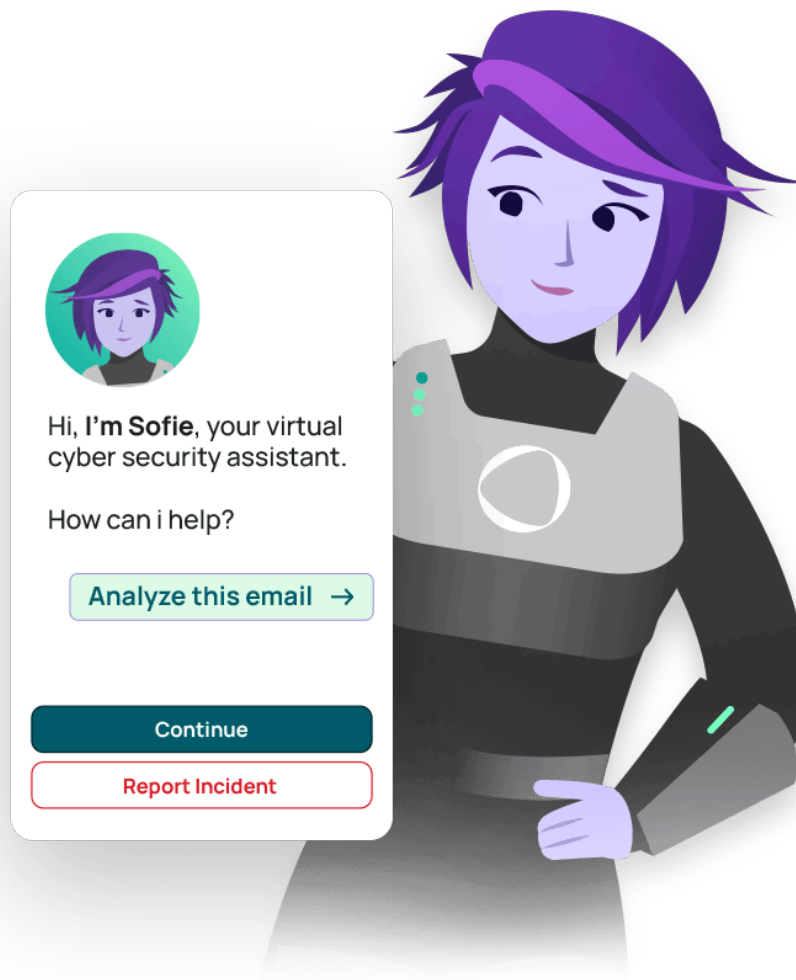 Hi, I'm Sofie, your virtual
cyber security assistant.
How can i help?
Analyze this email →
Continue
Report Incident